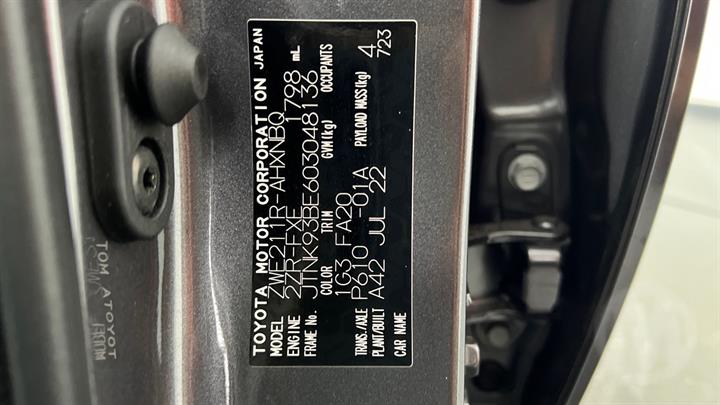 TOYOTA MOTOR CORPORATION JAPAN
MODEL ZWE211R-AHXNBQ
ENGINE 2ZR-FXE 1798 mL
FRAME No. JTNK93BE603048136
COLOR TRIM GVM(kg) OCCUPANTS
1G3 FA20 4
TRANS./AXLE P610 -01A PAYLOAD MASS(kg) 723
PLANT/BUILT A42 JUL 22
CAR NAME